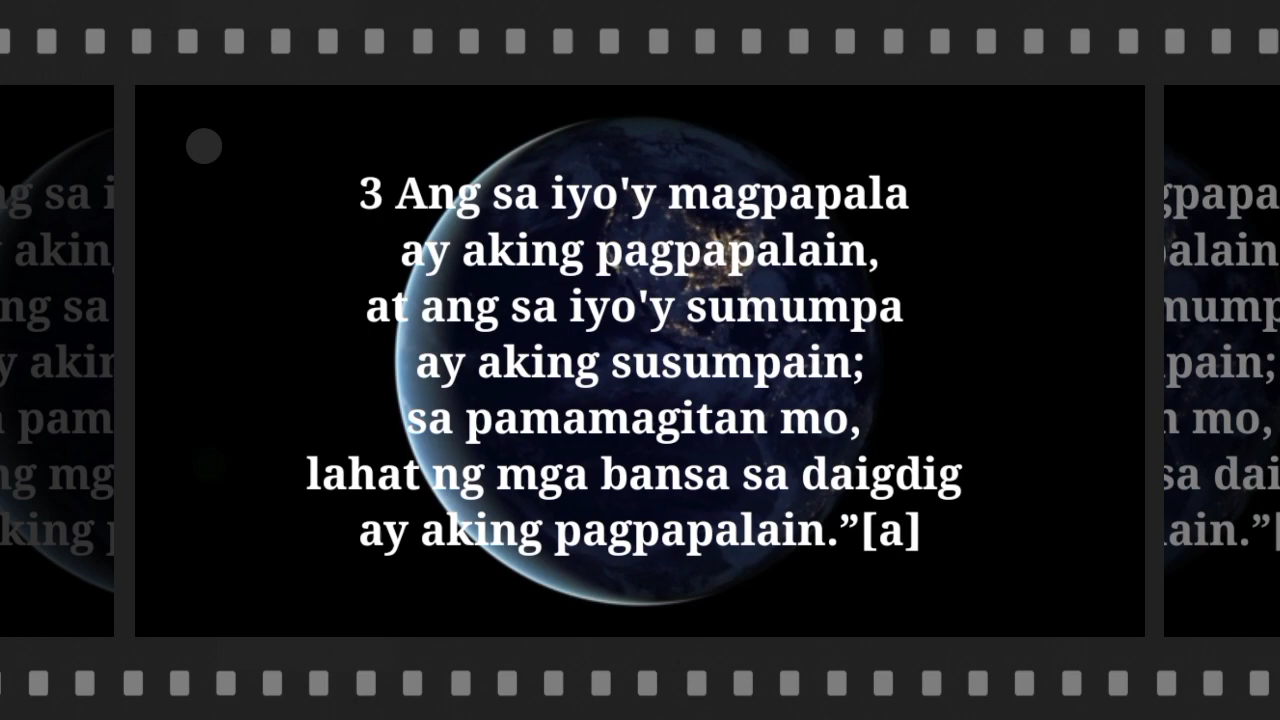 3 Ang sa iyo'y magpapala
ay aking pagpapalain,
at ang sa iyo'y sumumpa
ay aking susumpain;
sa pamamagitan mo,
lahat ng mga bansa sa daigdig
ay aking pagpapalain.”[a]